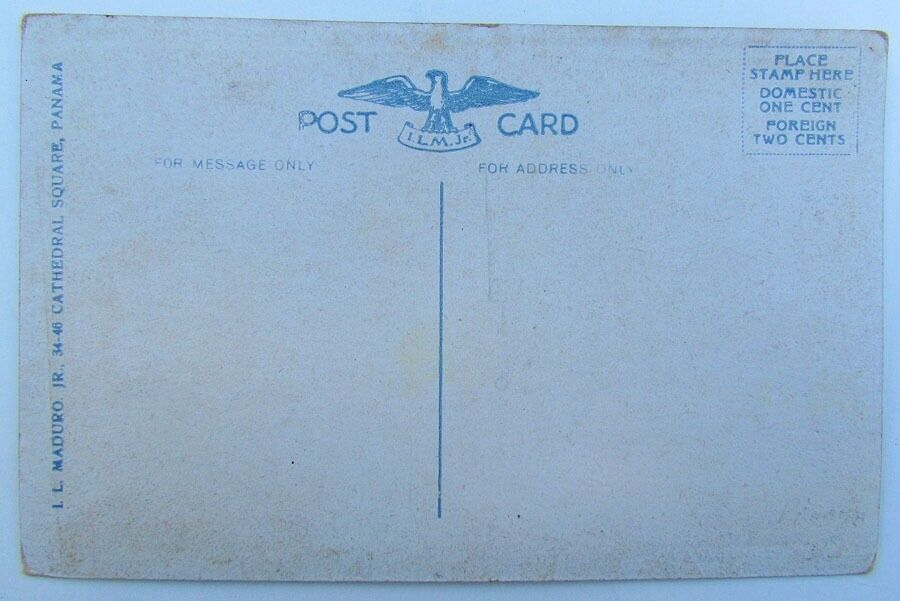 POST CARD
I.L.M.Jr.
PLACE
STAMP HERE
DOMESTIC
ONE CENT
FOREIGN
TWO CENTS
FOR MESSAGE ONLY
FOR ADDRESS ONLY
I. L. MADURO. JR., 34-46 CATHEDRAL SQUARE, PANAMA